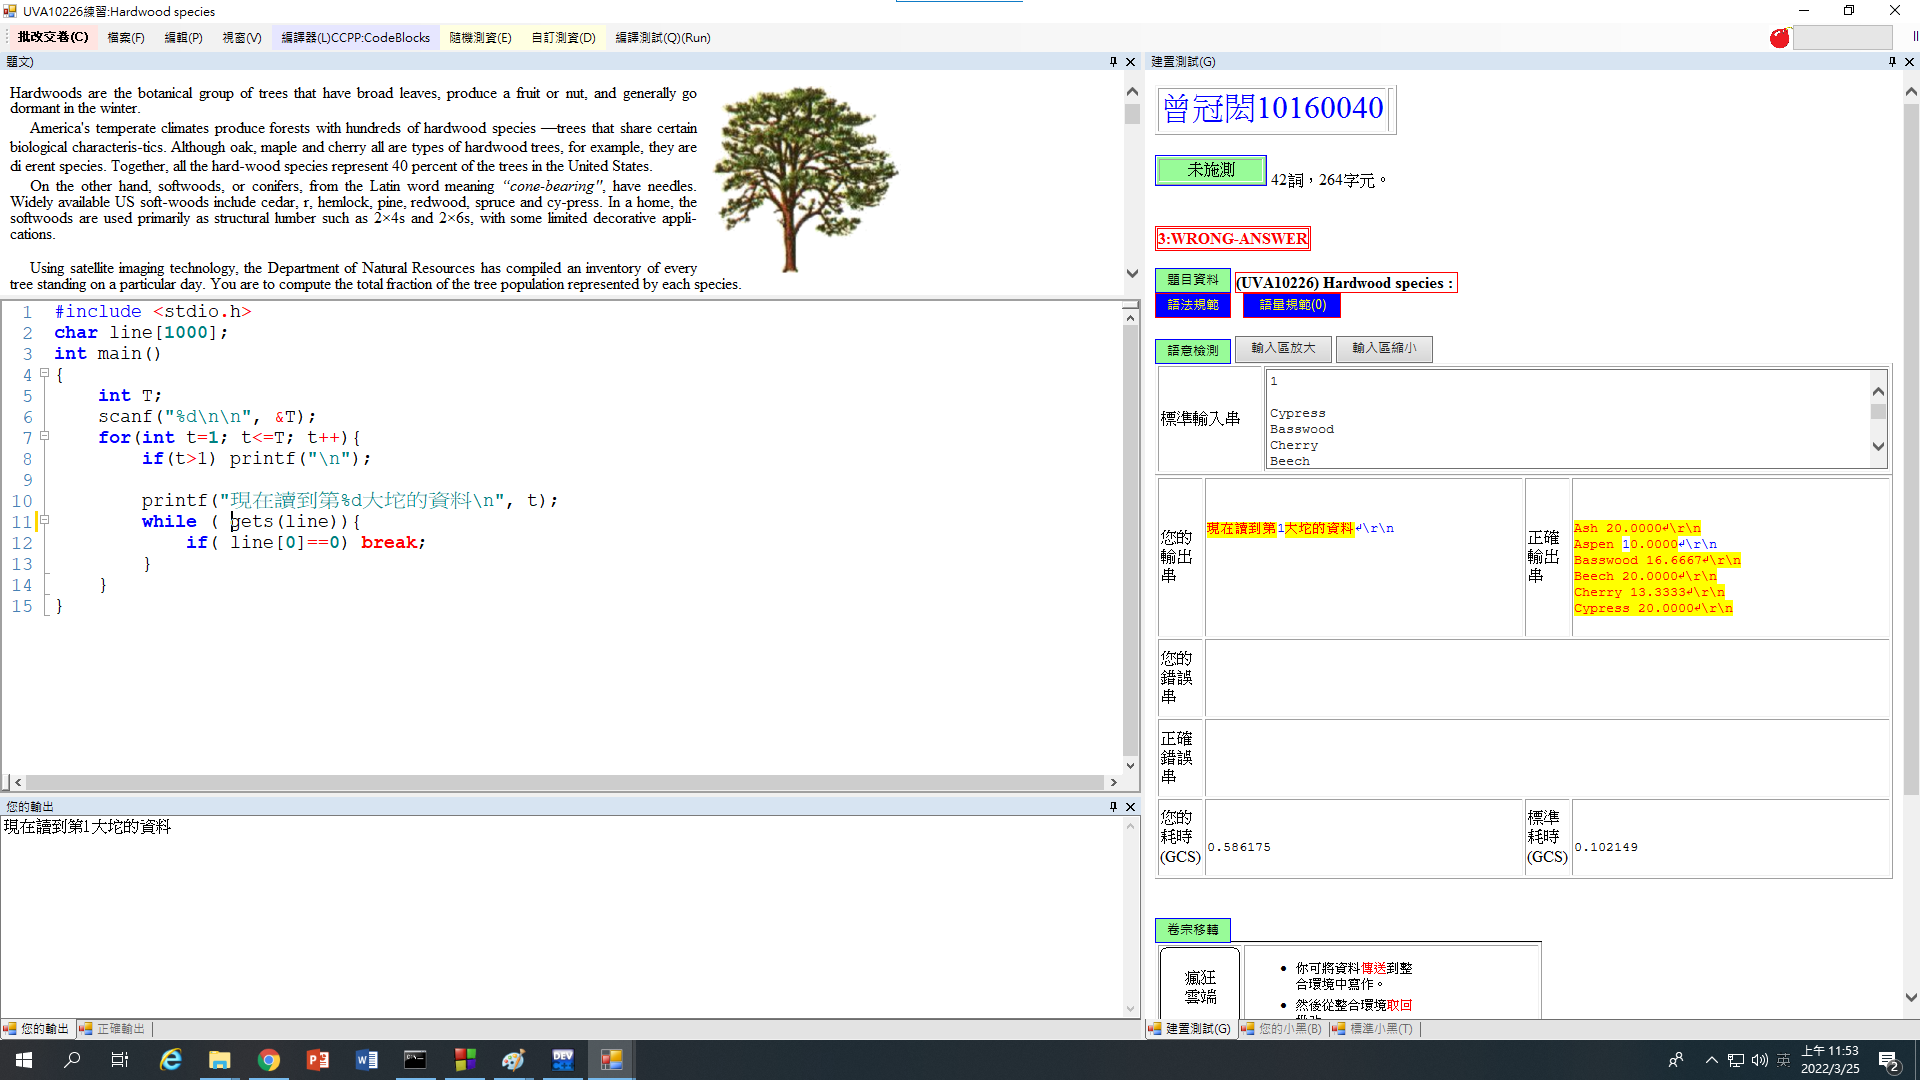 UVA10226練習:Hardwood species
批改交卷(C) 檔案(F) 編輯(P) 視窗(V) 編譯器(L)CCPP:CodeBlocks 隨機測資(E) 自訂測資(D) 編譯測試(Q)(Run)
題文)
Hardwoods are the botanical group of trees that have broad leaves, produce a fruit or nut, and generally go
dormant in the winter.
America's temperate climates produce forests with hundreds of hardwood species —trees that share certain
biological characteris-tics. Although oak, maple and cherry all are types of hardwood trees, for example, they are
di erent species. Together, all the hard-wood species represent 40 percent of the trees in the United States.
On the other hand, softwoods, or conifers, from the Latin word meaning “cone-bearing”, have needles.
Widely available US soft-woods include cedar, r, hemlock, pine, redwood, spruce and cy-press. In a home, the
softwoods are used primarily as structural lumber such as 2×4s and 2×6s, with some limited decorative appli-
cations.
Using satellite imaging technology, the Department of Natural Resources has compiled an inventory of every
tree standing on a particular day. You are to compute the total fraction of the tree population represented by each species.
1 #include <stdio.h>
2 char line[1000];
3 int main()
4 {
5 int T;
6 scanf("%d\n\n", &T);
7 for(int t=1; t<=T; t++){
8 if(t>1) printf("\n");
9
10 printf("現在讀到第%d大坨的資料\n", t);
11 while ( gets(line)){
12 if( line[0]==0) break;
13 }
14 }
15 }
您的輸出
現在讀到第1大坨的資料
您的輸出 正確輸出
建置測試(G)
曾冠閎10160040
未施測 42詞，264字元。
3:WRONG-ANSWER
題目資料 (UVA10226) Hardwood species :
語法規範 語量規範(0)
語意檢測 輸入區放大 輸入區縮小
標準輸入串
1
Cypress
Basswood
Cherry
Beech
您的輸出串
現在讀到第1大坨的資料↲\r\n
正確輸出串
Ash 20.0000↲\r\n
Aspen 10.0000↲\r\n
Basswood 16.6667↲\r\n
Beech 20.0000↲\r\n
Cherry 13.3333↲\r\n
Cypress 20.0000↲\r\n
您的錯誤串
正確錯誤串
您的耗時(GCS) 0.586175
標準耗時(GCS) 0.102149
卷宗移轉
瘋狂雲端
• 你可將資料傳送到整
合環境中寫作。
• 然後從整合環境取回
建置測試(G) 您的小黑(B) 標準小黑(T)
英
上午 11:53
2022/3/25
2